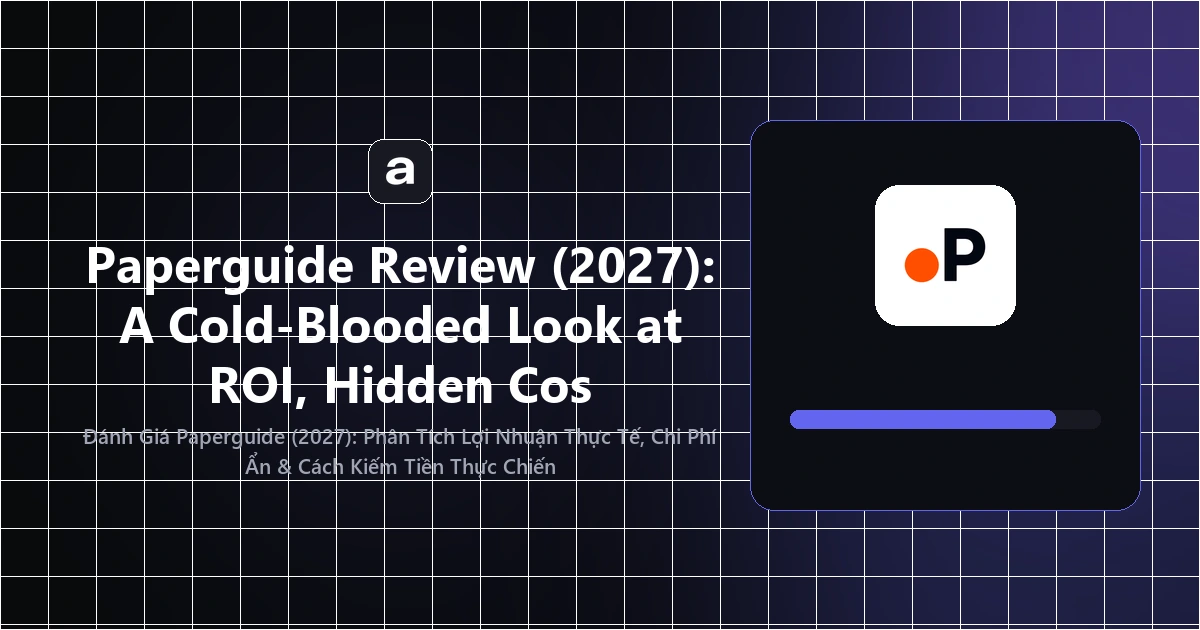 a
Paperguide Review (2027):
A Cold-Blooded Look at
ROI, Hidden Cos
Đánh Giá Paperguide (2027): Phân Tích Lợi Nhuận Thực Tế, Chi Phí
Ẩn & Cách Kiếm Tiền Thực Chiến
P